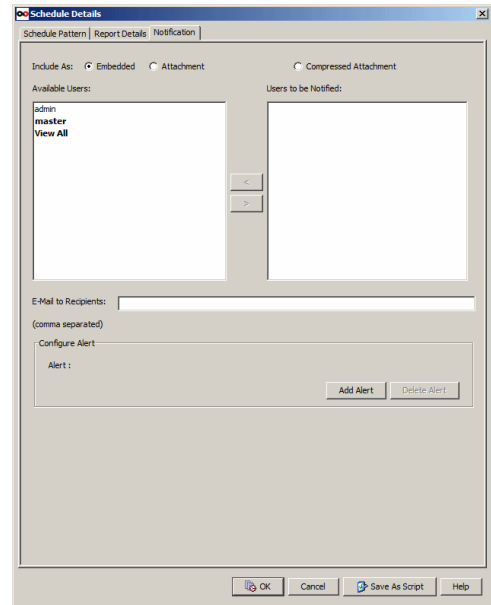 Schedule Details
Schedule Pattern Report Details Notification
Include As: Embedded Attachment Compressed Attachment
Available Users: Users to be Notified:
admin
master
View All
<
>
E-Mail to Recipients:
(comma separated)
Configure Alert
Alert :
Add Alert Delete Alert
OK Cancel Save As Script Help